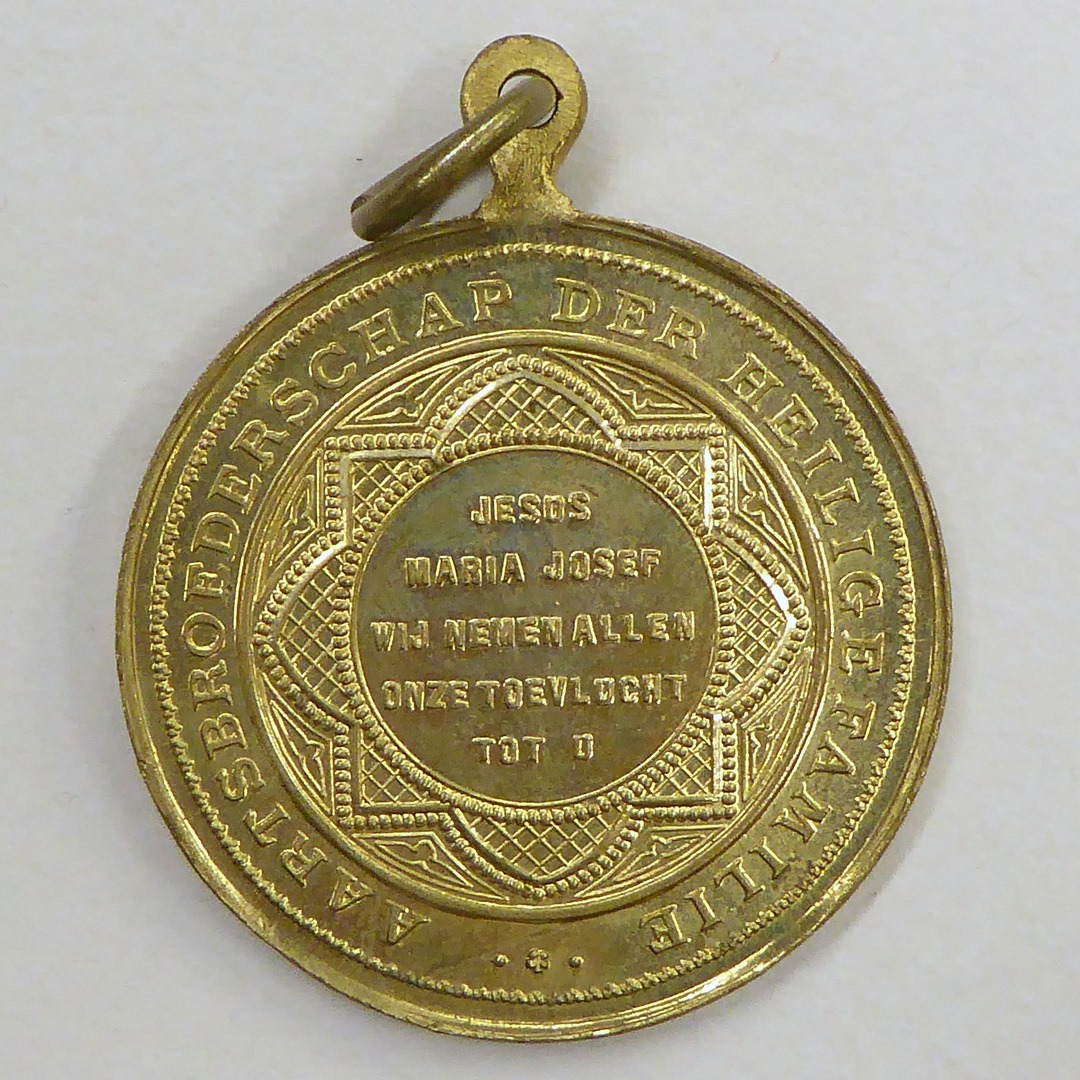 AARTSBROEDERSCHAP DER HEILIGE FAMILIE
JESUS
MARIA JOSEF
WIJ NEMEN ALLEN
ONZE TOEVLUCHT
TOT U